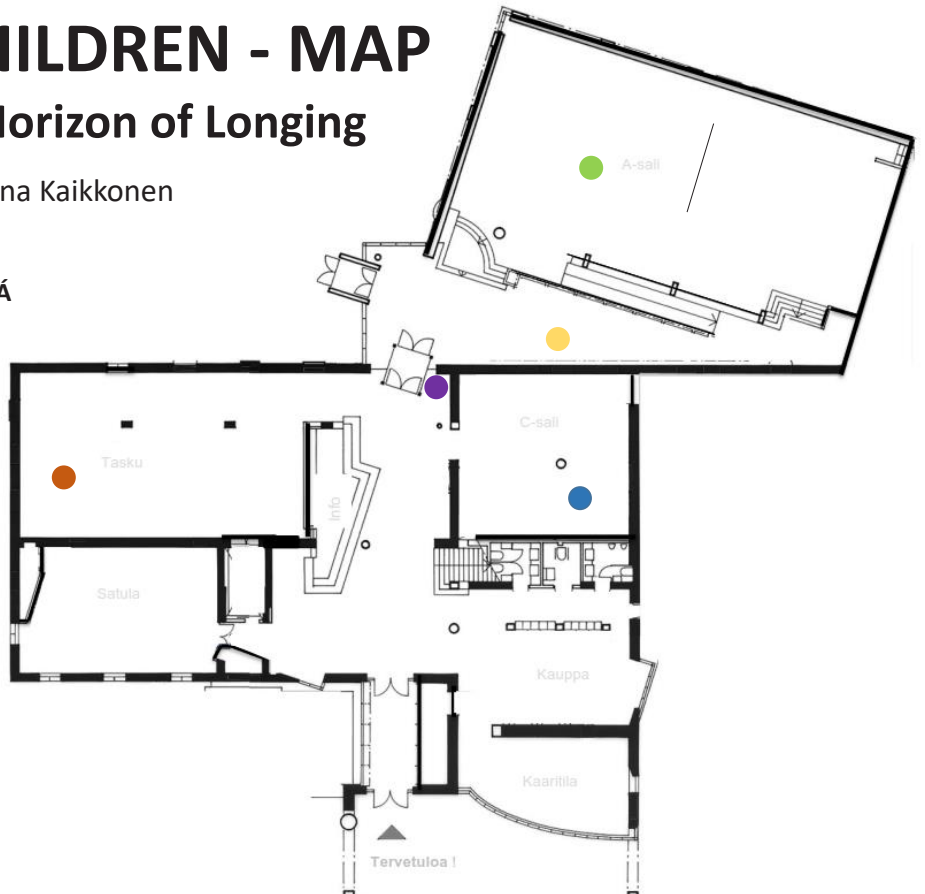 HILDREN - MAP
Horizon of Longing
na Kaikkonen
Á
A-sali
C-sali
Tasku
Info
Satula
Kauppa
Kaaritila
Tervetuloa !